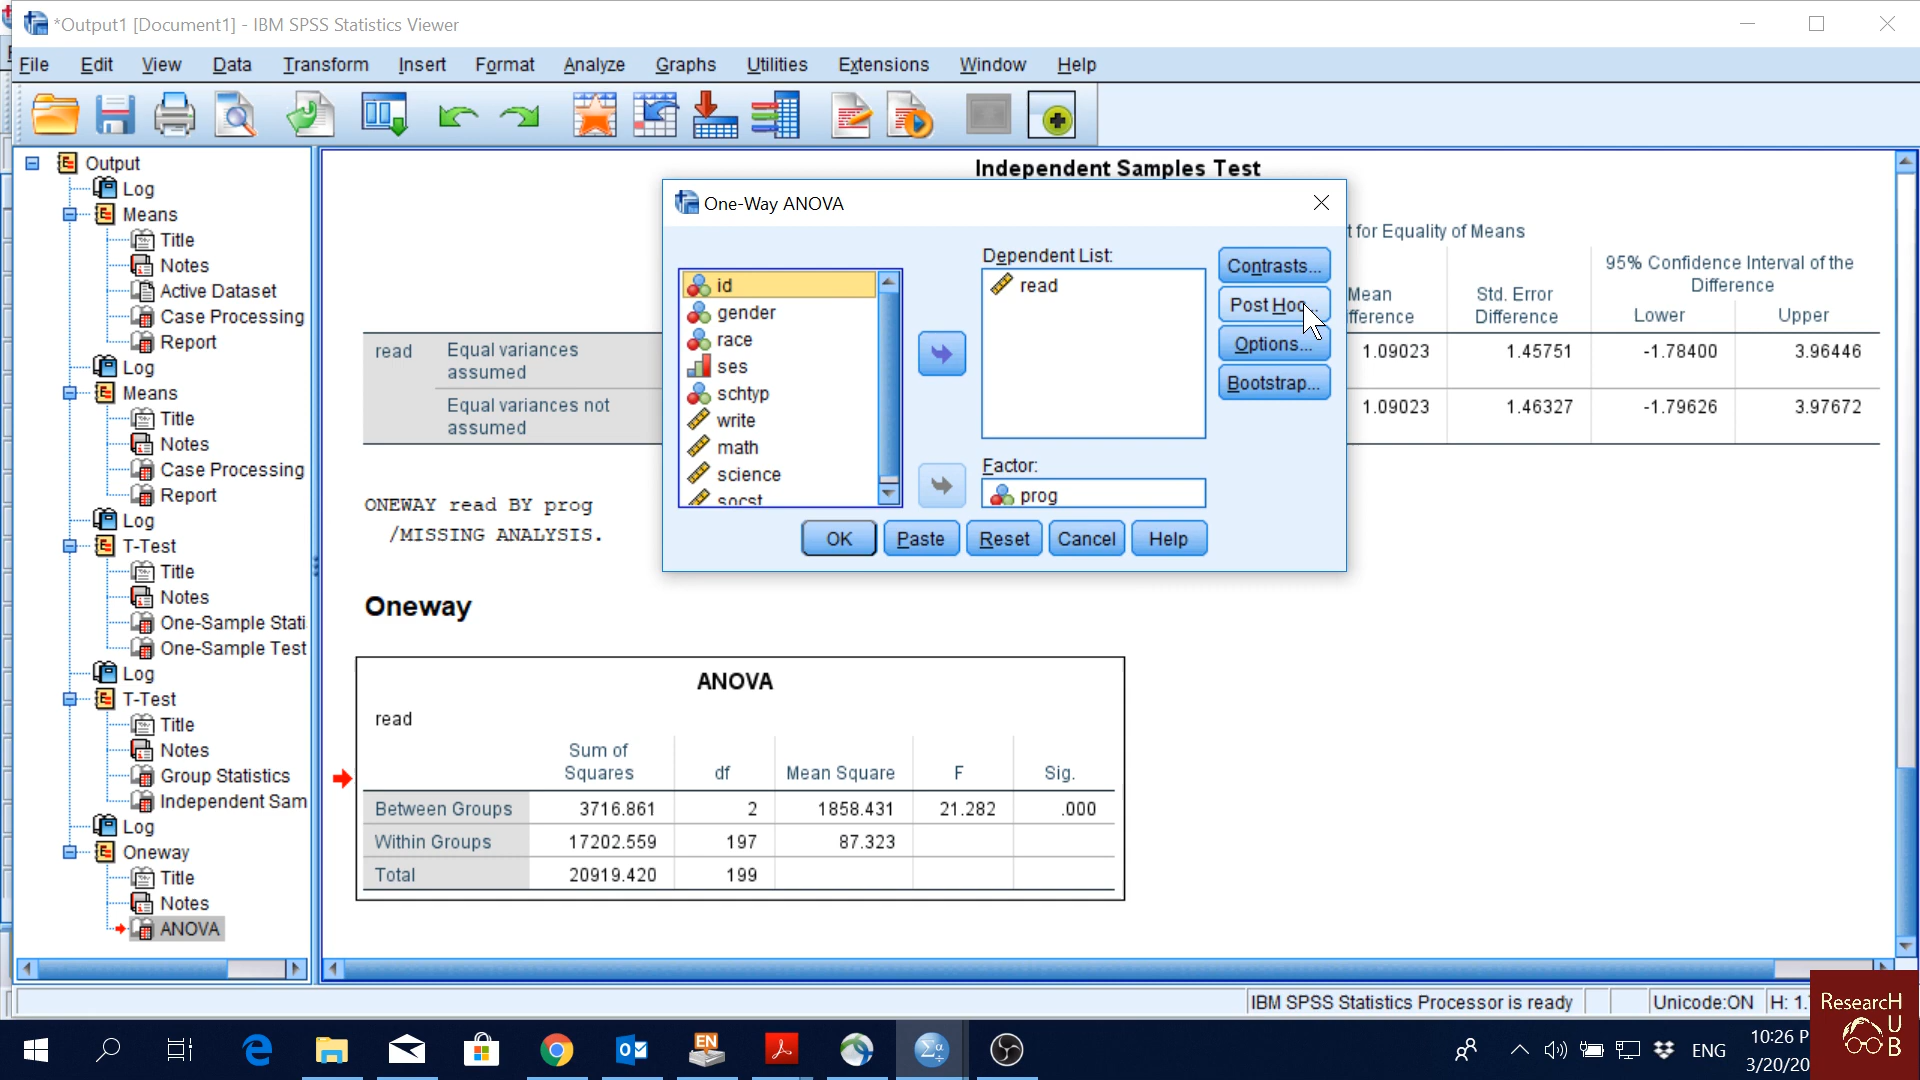 *Output1 [Document1] - IBM SPSS Statistics Viewer
File Edit View Data Transform Insert Format Analyze Graphs Utilities Extensions Window Help
Output
Log
Means
Title
Notes
Active Dataset
Case Processing
Report
Log
Means
Title
Notes
Case Processing
Report
Log
T-Test
Title
Notes
One-Sample Stati
One-Sample Test
Log
T-Test
Title
Notes
Group Statistics
Independent Sam
Log
Oneway
Title
Notes
ANOVA
Independent Samples Test
t for Equality of Means
95% Confidence Interval of the
Difference
Mean
ifference
Std. Error
Difference
Lower Upper
read Equal variances
assumed
1.09023 1.45751 -1.78400 3.96446
Equal variances not
assumed
1.09023 1.46327 -1.79626 3.97672
One-Way ANOVA
id
gender
race
ses
schtyp
write
math
science
socst
Dependent List:
read
Factor:
prog
Contrasts...
Post Hoc...
Options...
Bootstrap...
OK Paste Reset Cancel Help
ONEWAY read BY prog
/MISSING ANALYSIS.
Oneway
ANOVA
read
Sum of
Squares df Mean Square F Sig.
Between Groups 3716.861 2 1858.431 21.282 .000
Within Groups 17202.559 197 87.323
Total 20919.420 199
IBM SPSS Statistics Processor is ready Unicode:ON H: 1.
EN
ENG
10:26 P
3/20/20
ResearcH
U
B